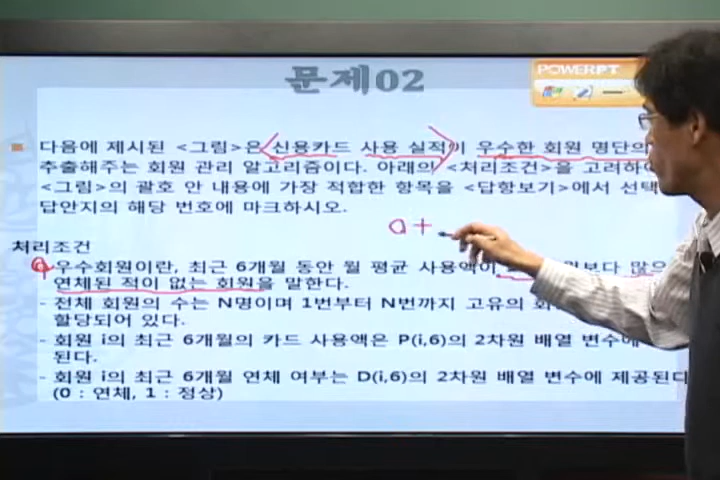 문제02
POWERPT
다음에 제시된 <그림>은 신용카드 사용 실적이 우수한 회원 명단의
추출해주는 회원 관리 알고리즘이다. 아래의 <처리조건>을 고려하여
<그림>의 괄호 안 내용에 가장 적합한 항목을 <답항보기>에서 선택
답안지의 해당 번호에 마크하시오.
a+
처리조건
우수회원이란, 최근 6개월 동안 월 평균 사용액이 많으
연체된 적이 없는 회원을 말한다.
- 전체 회원의 수는 N명이며 1번부터 N번까지 고유의
할당되어 있다.
- 회원 i의 최근 6개월의 카드 사용액은 P(i,6)의 2차원 배열 변수에
된다.
- 회원 i의 최근 6개월 연체 여부는 D(i,6)의 2차원 배열 변수에 제공된다
(0 : 연체, 1 : 정상)